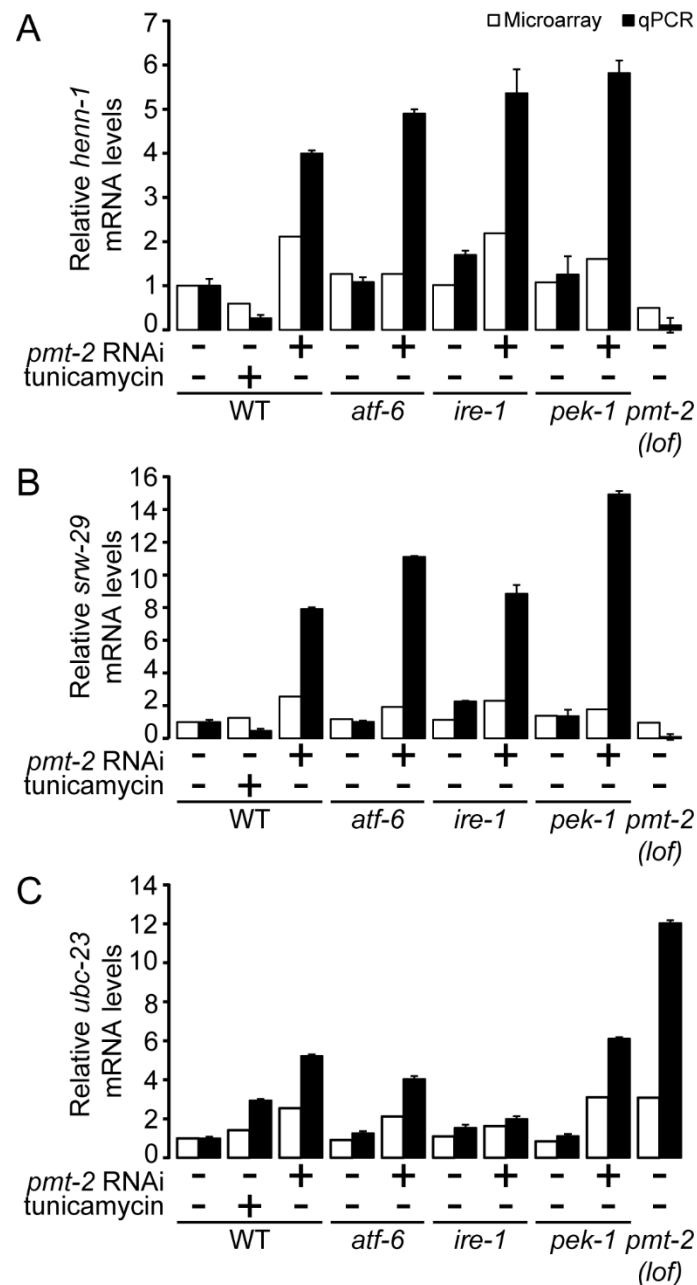 A
□ Microarray ■ qPCR
Relative henn-1
mRNA levels
7
6
5
4
3
2
1
0
pmt-2 RNAi - - + - + - + - + -
tunicamycin - + - - - - - - - -
WT atf-6 ire-1 pek-1 pmt-2
(lof)
B
Relative srw-29
mRNA levels
16
14
12
10
8
6
4
2
0
pmt-2 RNAi - - + - + - + - + -
tunicamycin - + - - - - - - - -
WT atf-6 ire-1 pek-1 pmt-2
(lof)
C
Relative ubc-23
mRNA levels
14
12
10
8
6
4
2
0
pmt-2 RNAi - - + - + - + - + -
tunicamycin - + - - - - - - - -
WT atf-6 ire-1 pek-1 pmt-2
(lof)